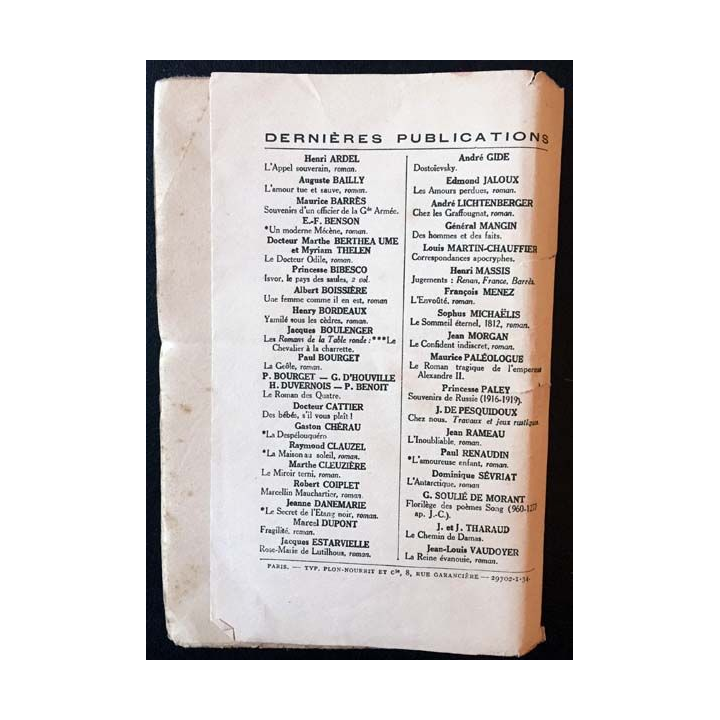 DERNIÈRES PUBLICATIONS
Henri ARDEL
L'Appel souverain, roman.
Auguste BAILLY
L'amour tue et sauve, roman.
Maurice BARRÈS
Souvenirs d'un officier de la Gde Armée.
E.-F. BENSON
*Un moderne Mécène, roman.
Docteur Marthe BERTHEAUME
et Myriam THELEN
Le Docteur Odile, roman.
Princesse BIBESCO
Isvor, le pays des saules, 2 vol.
Albert BOISSIÈRE
Une femme comme il en est, roman
Henry BORDEAUX
Yamilé sous les cèdres, roman.
Jacques BOULENGER
Les Romans de la Table ronde : ***Le
Chevalier à la charrette.
Paul BOURGET
La Geôle, roman.
P. BOURGET — G. D'HOUVILLE
H. DUVERNOIS — P. BENOIT
Le Roman des Quatre.
Docteur CATTIER
Des bébés, s'il vous plaît !
Gaston CHÉRAU
*La Despélouquéro
Raymond CLAUZEL
*La Maison au soleil, roman.
Marthe CLEUZIÈRE
Le Miroir terni, roman.
Robert COIPLET
Marcellin Mauchartier, roman.
Jeanne DANEMARIE
*Le Secret de l'Etang noir, roman.
Marcel DUPONT
Fragilité, roman.
Jacques ESTARVIELLE
Rose-Marie de Lutilhous, roman.
André GIDE
Dostoïevsky.
Edmond JALOUX
Les Amours perdues, roman.
André LICHTENBERGER
Chez les Graffougnat, roman.
Général MANGIN
Des hommes et des faits.
Louis MARTIN-CHAUFFIER
Correspondances apocryphes.
Henri MASSIS
Jugements : Renan, France, Barrès.
François MENEZ
L'Envoûté, roman.
Sophus MICHAËLIS
Le Sommeil éternel, 1812, roman.
Jean MORGAN
Le Confident indiscret, roman.
Maurice PALÉOLOGUE
Le Roman tragique de l'empereur
Alexandre II.
Princesse PALEY
Souvenirs de Russie (1916-1919).
J. DE PESQUIDOUX
Chez nous. Travaux et jeux rustiques
Jean RAMEAU
L'Inoubliable, roman.
Paul RENAUDIN
*L'amoureuse enfant, roman.
Dominique SÉVRIAT
L'Antarctique, roman
G. SOULIÉ DE MORANT
Florilège des poèmes Song (960-1277
ap. J.-C.).
J. et J. THARAUD
Le Chemin de Damas.
Jean-Louis VAUDOYER
La Reine évanouie, roman.
PARIS. — TYP. PLON-NOURRIT ET Cie, 8, RUE GARANCIÈRE — 29702-1-24.